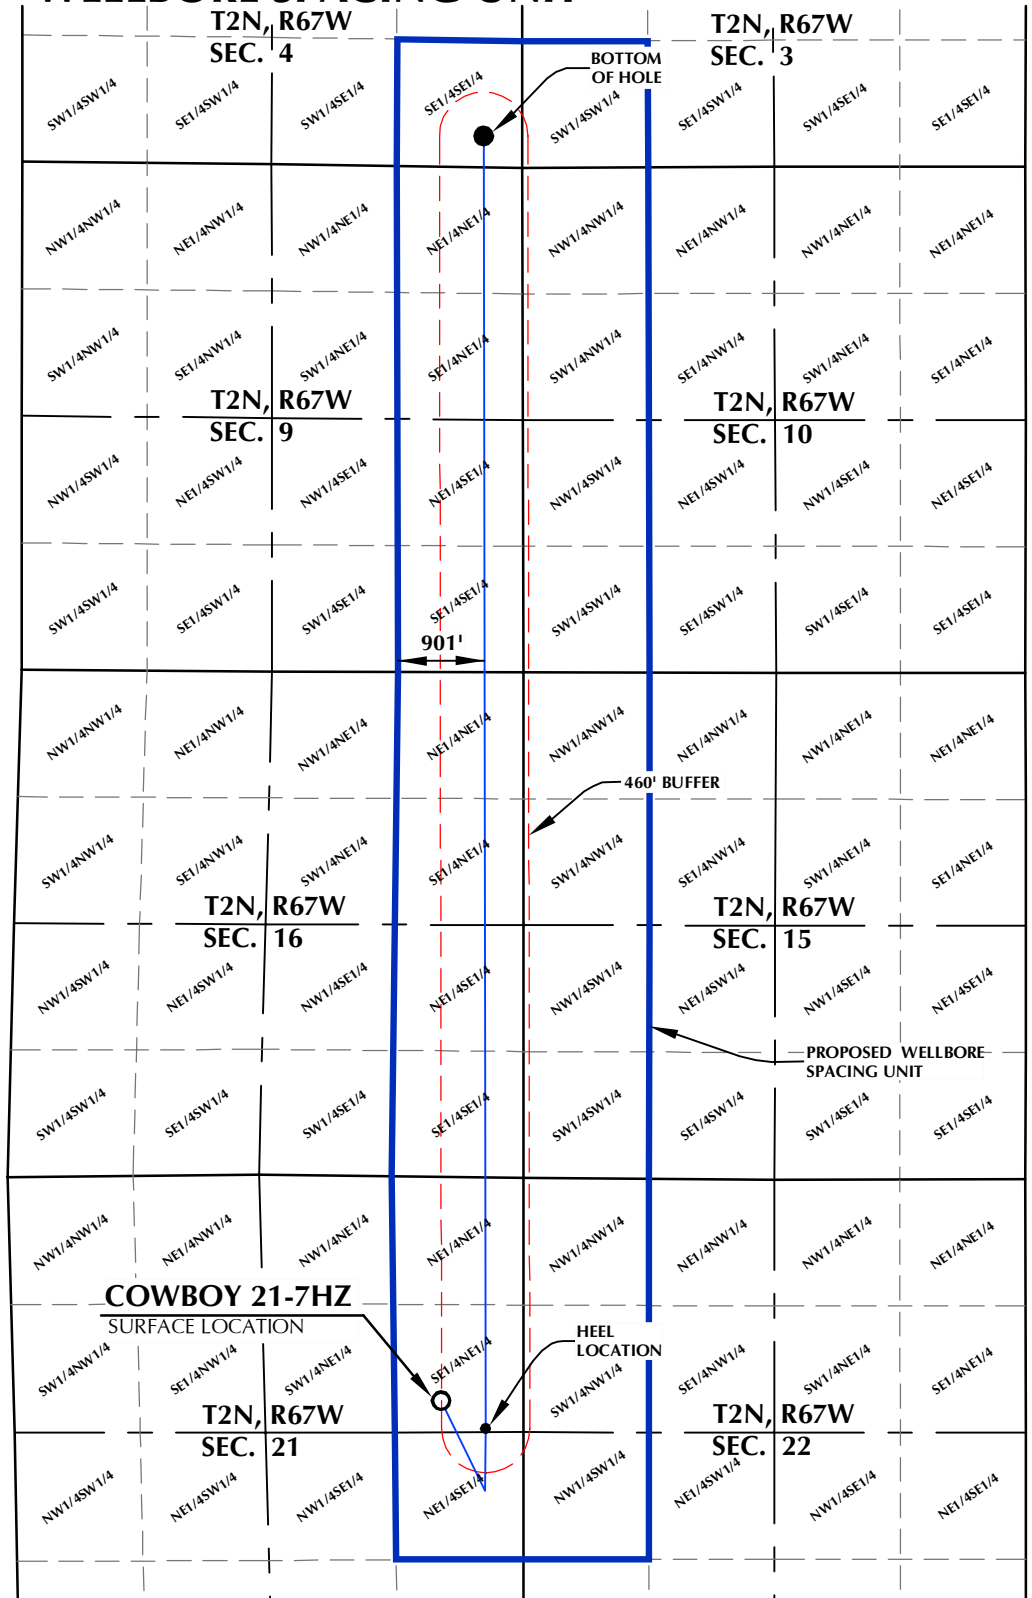 WELLBORE SPACING UNIT
T2N, R67W
SEC. 4
T2N, R67W
SEC. 3
BOTTOM
OF HOLE
SW1/4SW1/4
SE1/4SW1/4
SW1/4SE1/4
SE1/4SE1/4
SW1/4SW1/4
SE1/4SW1/4
SW1/4SE1/4
SE1/4SE1/4
NW1/4NW1/4
NE1/4NW1/4
NW1/4NE1/4
NE1/4NE1/4
NW1/4NW1/4
NE1/4NW1/4
NW1/4NE1/4
NE1/4NE1/4
SW1/4NW1/4
SE1/4NW1/4
SW1/4NE1/4
SE1/4NE1/4
SW1/4NW1/4
SE1/4NW1/4
SW1/4NE1/4
SE1/4NE1/4
T2N, R67W
SEC. 9
T2N, R67W
SEC. 10
NW1/4SW1/4
NE1/4SW1/4
NW1/4SE1/4
NE1/4SE1/4
NW1/4SW1/4
NE1/4SW1/4
NW1/4SE1/4
NE1/4SE1/4
SW1/4SW1/4
SE1/4SW1/4
SW1/4SE1/4
SE1/4SE1/4
SW1/4SW1/4
SE1/4SW1/4
SW1/4SE1/4
SE1/4SE1/4
901'
NW1/4NW1/4
NE1/4NW1/4
NW1/4NE1/4
NE1/4NE1/4
NW1/4NW1/4
NE1/4NW1/4
NW1/4NE1/4
NE1/4NE1/4
460' BUFFER
SW1/4NW1/4
SE1/4NW1/4
SW1/4NE1/4
SE1/4NE1/4
SW1/4NW1/4
SE1/4NW1/4
SW1/4NE1/4
SE1/4NE1/4
T2N, R67W
SEC. 16
T2N, R67W
SEC. 15
NW1/4SW1/4
NE1/4SW1/4
NW1/4SE1/4
NE1/4SE1/4
NW1/4SW1/4
NE1/4SW1/4
NW1/4SE1/4
NE1/4SE1/4
PROPOSED WELLBORE
SPACING UNIT
SW1/4SW1/4
SE1/4SW1/4
SW1/4SE1/4
SE1/4SE1/4
SW1/4SW1/4
SE1/4SW1/4
SW1/4SE1/4
SE1/4SE1/4
NW1/4NW1/4
NE1/4NW1/4
NW1/4NE1/4
NE1/4NE1/4
NW1/4NW1/4
NE1/4NW1/4
NW1/4NE1/4
NE1/4NE1/4
COWBOY 21-7HZ
SURFACE LOCATION
HEEL
LOCATION
SW1/4NW1/4
SE1/4NW1/4
SW1/4NE1/4
SE1/4NE1/4
SW1/4NW1/4
SE1/4NW1/4
SW1/4NE1/4
SE1/4NE1/4
T2N, R67W
SEC. 21
T2N, R67W
SEC. 22
NW1/4SW1/4
NE1/4SW1/4
NW1/4SE1/4
NE1/4SE1/4
NW1/4SW1/4
NE1/4SW1/4
NW1/4SE1/4
NE1/4SE1/4